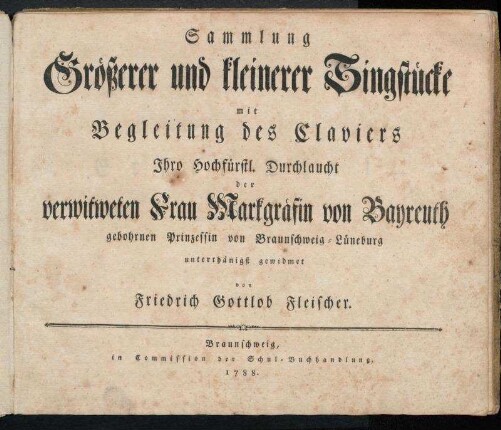 Sammlung
Größerer und kleinerer Singstücke
mit
Begleitung des Claviers
Ihro Hochfürstl. Durchlaucht
der
verwitweten Frau Markgräfin von Bayreuth
gebohrnen Prinzessin von Braunschweig-Lüneburg
unterthänigst gewidmet
von
Friedrich Gottlob Fleischer.
Braunschweig,
in Commission der Schul-Buchhandlung,
1788.